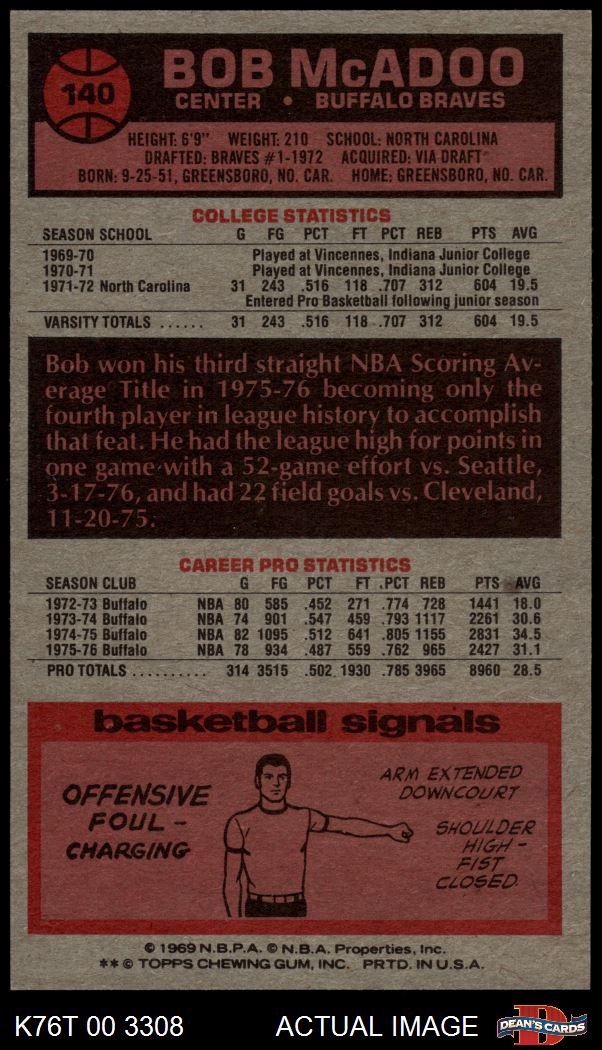 140
BOB McADOO
CENTER • BUFFALO BRAVES
HEIGHT: 6'9" WEIGHT: 210 SCHOOL: NORTH CAROLINA
DRAFTED: BRAVES #1-1972 ACQUIRED: VIA DRAFT
BORN: 9-25-51, GREENSBORO, NO. CAR. HOME: GREENSBORO, NO. CAR.
COLLEGE STATISTICS
SEASON SCHOOL G FG PCT FT PCT REB PTS AVG
1969-70 Played at Vincennes, Indiana Junior College
1970-71 Played at Vincennes, Indiana Junior College
1971-72 North Carolina 31 243 .516 118 .707 312 604 19.5
Entered Pro Basketball following junior season
VARSITY TOTALS ...... 31 243 .516 118 .707 312 604 19.5
Bob won his third straight NBA Scoring Av-
erage Title in 1975-76 becoming only the
fourth player in league history to accomplish
that feat. He had the league high for points in
one game with a 52-game effort vs. Seattle,
3-17-76, and had 22 field goals vs. Cleveland,
11-20-75.
CAREER PRO STATISTICS
SEASON CLUB G FG PCT FT PCT REB PTS AVG
1972-73 Buffalo NBA 80 585 .452 271 .774 728 1441 18.0
1973-74 Buffalo NBA 74 901 .547 459 .793 1117 2261 30.6
1974-75 Buffalo NBA 82 1095 .512 641 .805 1155 2831 34.5
1975-76 Buffalo NBA 78 934 .487 559 .762 965 2427 31.1
PRO TOTALS .......... 314 3515 .502 1930 .785 3965 8960 28.5
basketball signals
OFFENSIVE
FOUL -
CHARGING
ARM EXTENDED
DOWNCOURT
SHOULDER
HIGH -
FIST
CLOSED.
© 1969 N.B.P.A. © N.B.A. Properties, Inc.
** © TOPPS CHEWING GUM, INC. PRTD. IN U.S.A.
K76T 00 3308 ACTUAL IMAGE
DEAN'S CARDS